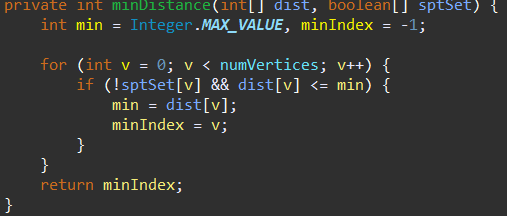 private int minDistance(int[] dist, boolean[] sptSet) {
    int min = Integer.MAX_VALUE, minIndex = -1;

    for (int v = 0; v < numVertices; v++) {
        if (!sptSet[v] && dist[v] <= min) {
            min = dist[v];
            minIndex = v;
        }
    }
    return minIndex;
}